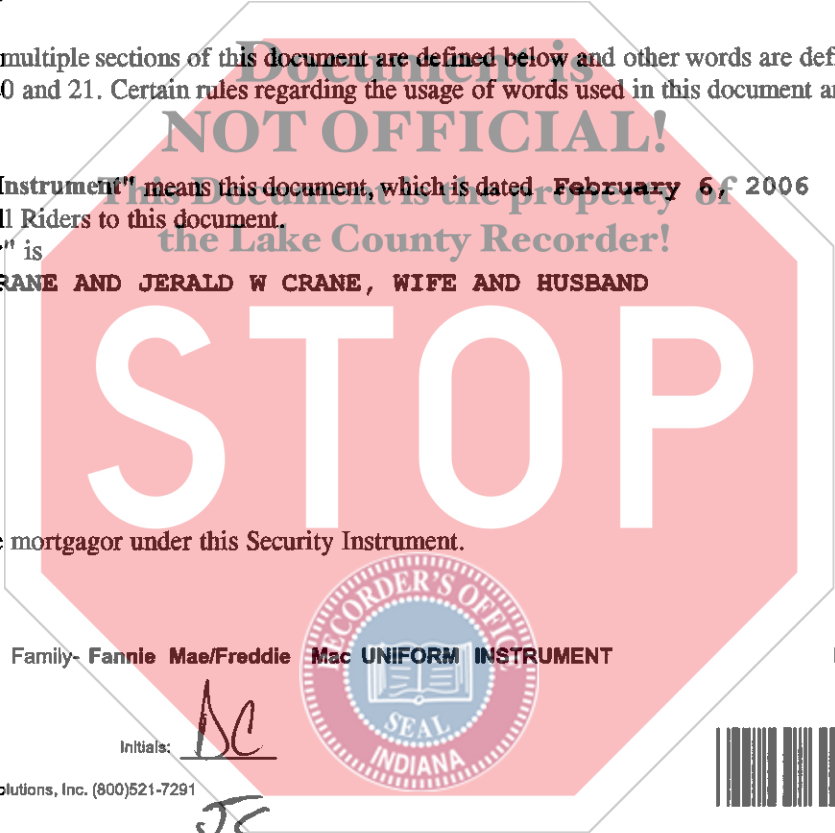 multiple sections of this document are defined below and other words are def
0 and 21. Certain rules regarding the usage of words used in this document a
Document is
NOT OFFICIAL!
Instrument" means this document, which is dated February 6, 2006
This Document is the property of
ll Riders to this document.
the Lake County Recorder!
" is
RANE AND JERALD W CRANE, WIFE AND HUSBAND
STOP
mortgagor under this Security Instrument.
RECORDER'S OFFICE
Family- Fannie Mae/Freddie Mac UNIFORM INSTRUMENT
SEAL
INDIANA
Initials: DC
olutions, Inc. (800)521-7291
JC